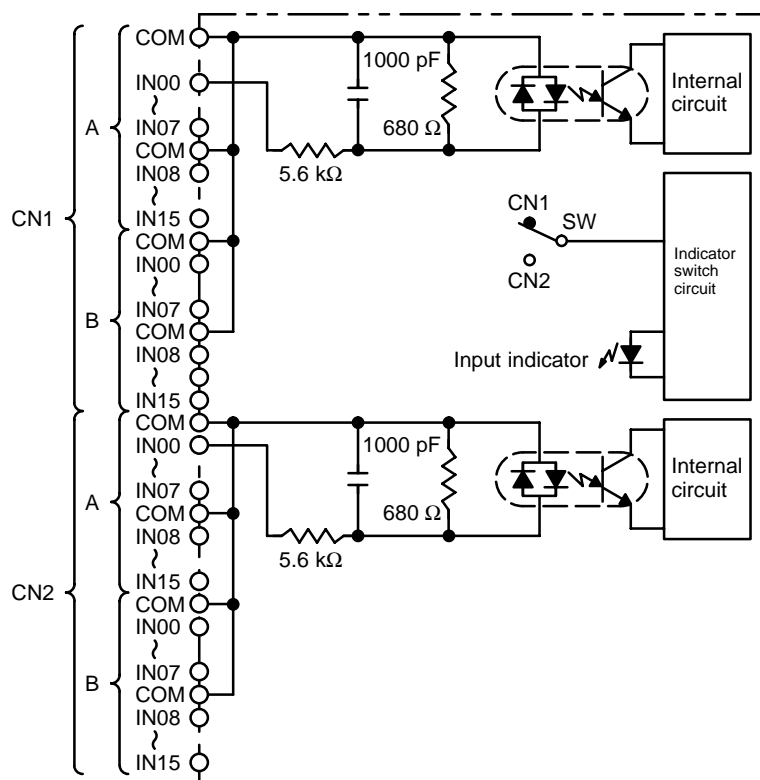 COM
1000 pF
Internal
circuit
IN00
IN07
A
680 Ω
COM
5.6 kΩ
IN08
CN1
IN15
CN1
SW
COM
IN00
CN2
Indicator
switch
circuit
IN07
B
COM
IN08
Input indicator
IN15
COM
1000 pF
Internal
circuit
IN00
IN07
A
680 Ω
COM
IN08
5.6 kΩ
IN15
CN2
COM
IN00
IN07
B
COM
IN08
IN15